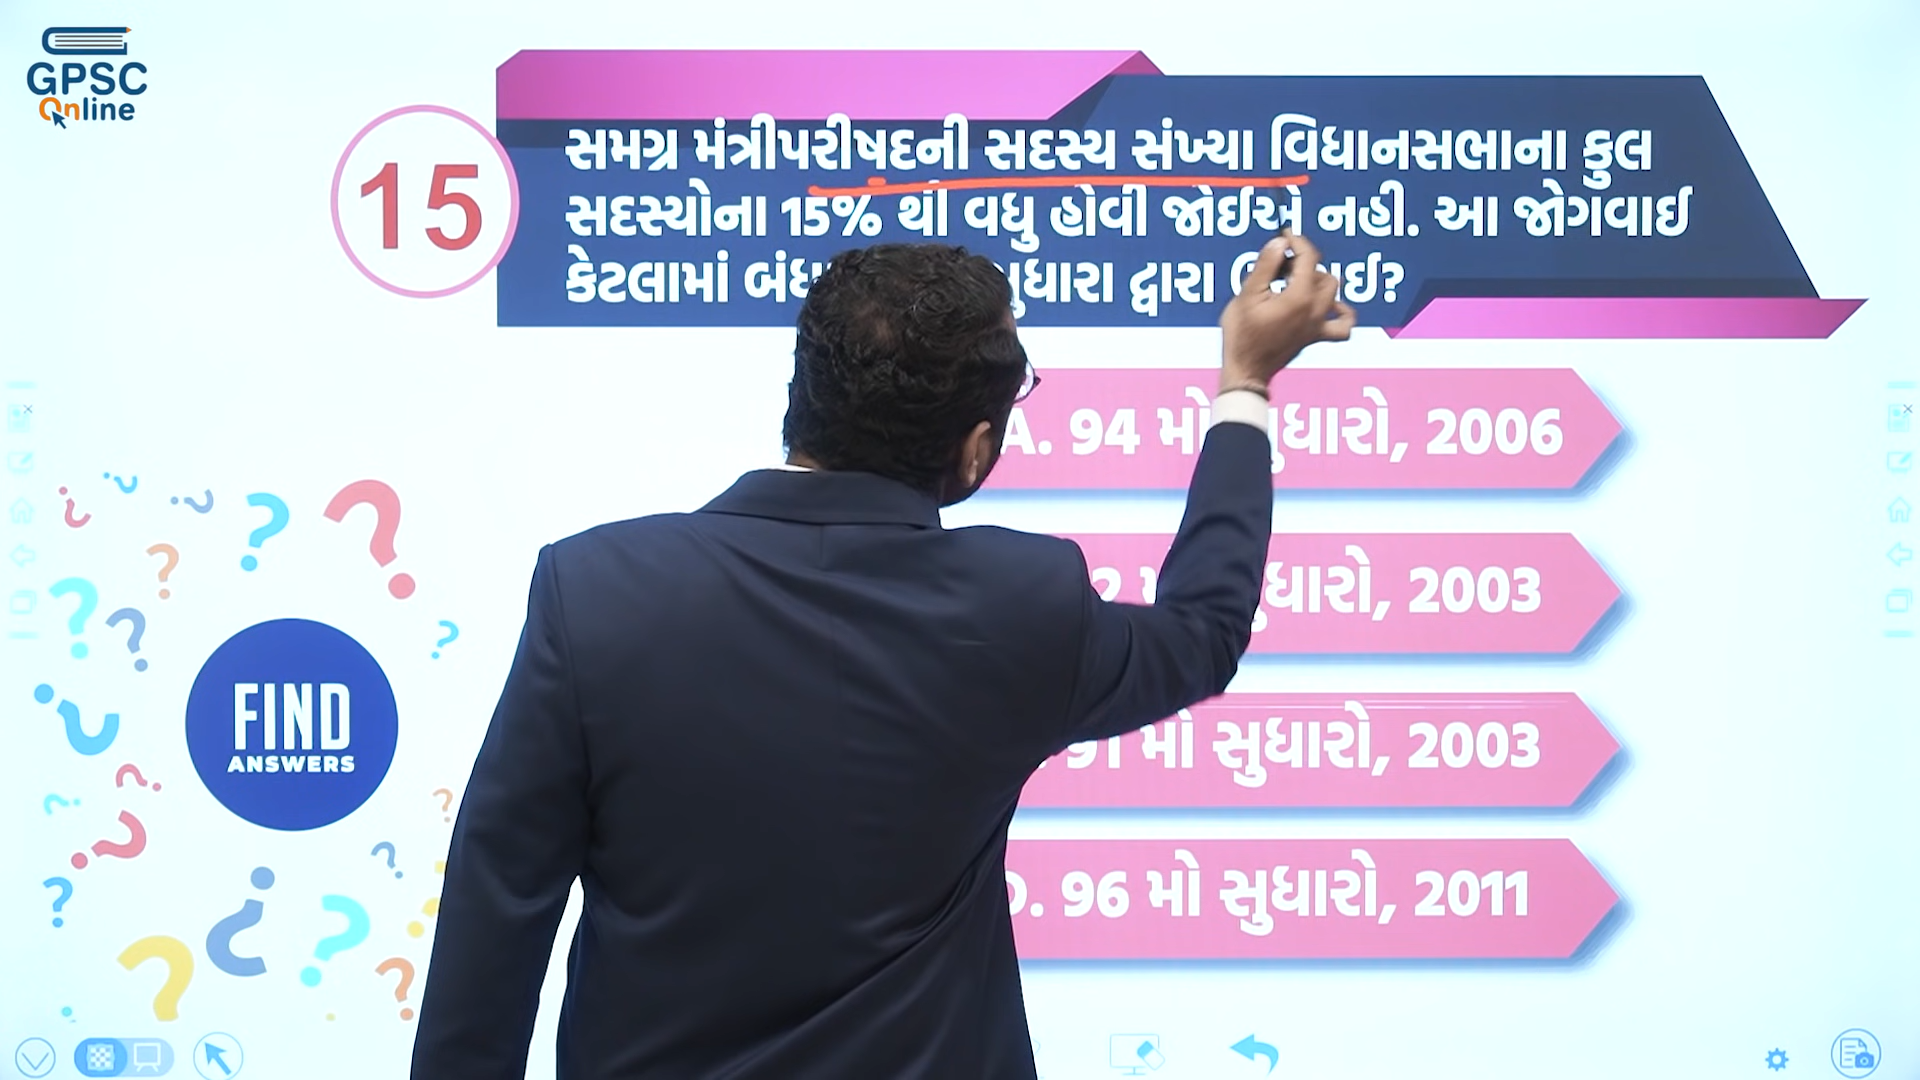 GPSC
Online
15
સમગ્ર મંત્રીપરીષદની સદસ્ય સંખ્યા વિધાનસભાના કુલ
સદસ્યોના 15% થી વધુ હોવી જોઈએ નહી. આ જોગવાઈ
કેટલામાં દ્વારા
A. 94 મો સુધારો, 2006
સુધારો, 2003
91 મો સુધારો, 2003
D. 96 મો સુધારો, 2011
FIND
ANSWERS